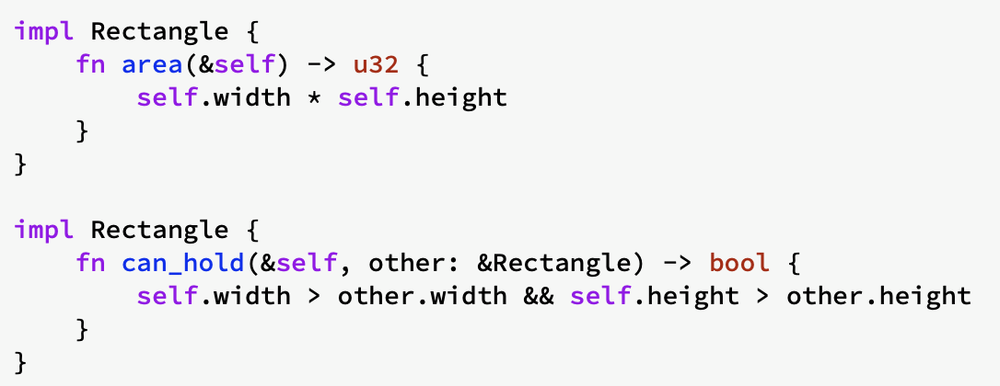 impl Rectangle {
    fn area(&self) -> u32 {
        self.width * self.height
    }
}

impl Rectangle {
    fn can_hold(&self, other: &Rectangle) -> bool {
        self.width > other.width && self.height > other.height
    }
}